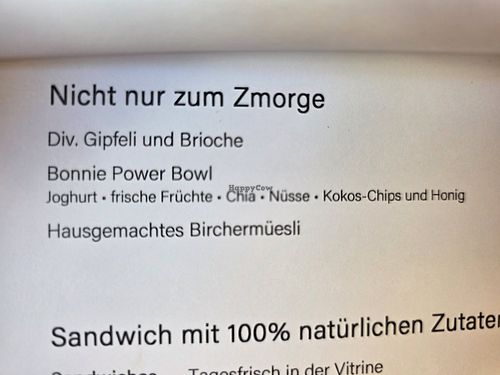 Nicht nur zum Zmorge
Div. Gipfeli und Brioche
Bonnie Power Bowl
Joghurt • frische Früchte • Chia • Nüsse • Kokos-Chips und Honig
HappyCow
Hausgemachtes Birchermüesli
Sandwich mit 100% natürlichen Zutaten
Sandwiches Tagesfrisch in der Vitrine